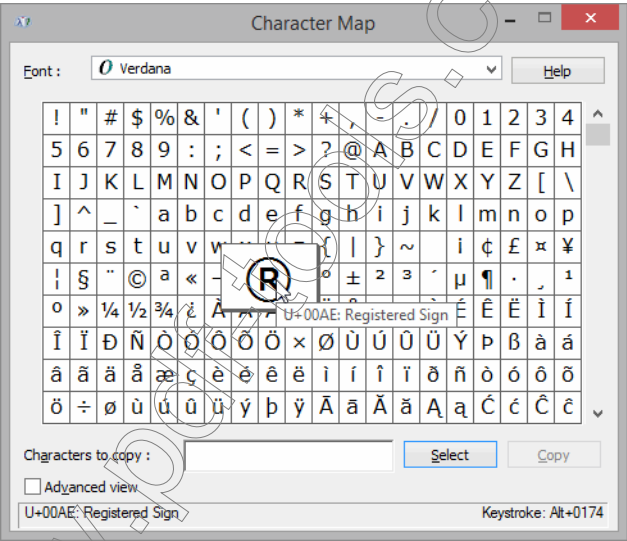 Character Map
Font : O Verdana Help
! " # $ % & ' ( ) * + , - . / 0 1 2 3 4
5 6 7 8 9 : ; < = > ? @ A B C D E F G H
I J K L M N O P Q R S T U V W X Y Z [ \
] ^ _ ` a b c d e f g h i j k l m n o p
q r s t u v w { | } ~ ¡ ¢ £ ¤ ¥
¦ § ¨ © ª « ® º ± ² ³ ´ µ ¶ · ¸ ¹
º » ¼ ½ ¾ ¿ À É Ê Ë Ì Í
U+00AE: Registered Sign
Î Ï Ð Ñ Ò Ó Ô Õ Ö × Ø Ù Ú Û Ü Ý Þ ß à á
â ã ä å æ ç è é ê ë ì í î ï ð ñ ò ó ô õ
ö ÷ ø ù ú û ü ý þ ÿ Ā ā Ă ă Ą ą Ć ć Ĉ ĉ
Characters to copy : Select Copy
Advanced view
U+00AE: Registered Sign Keystroke: Alt+0174